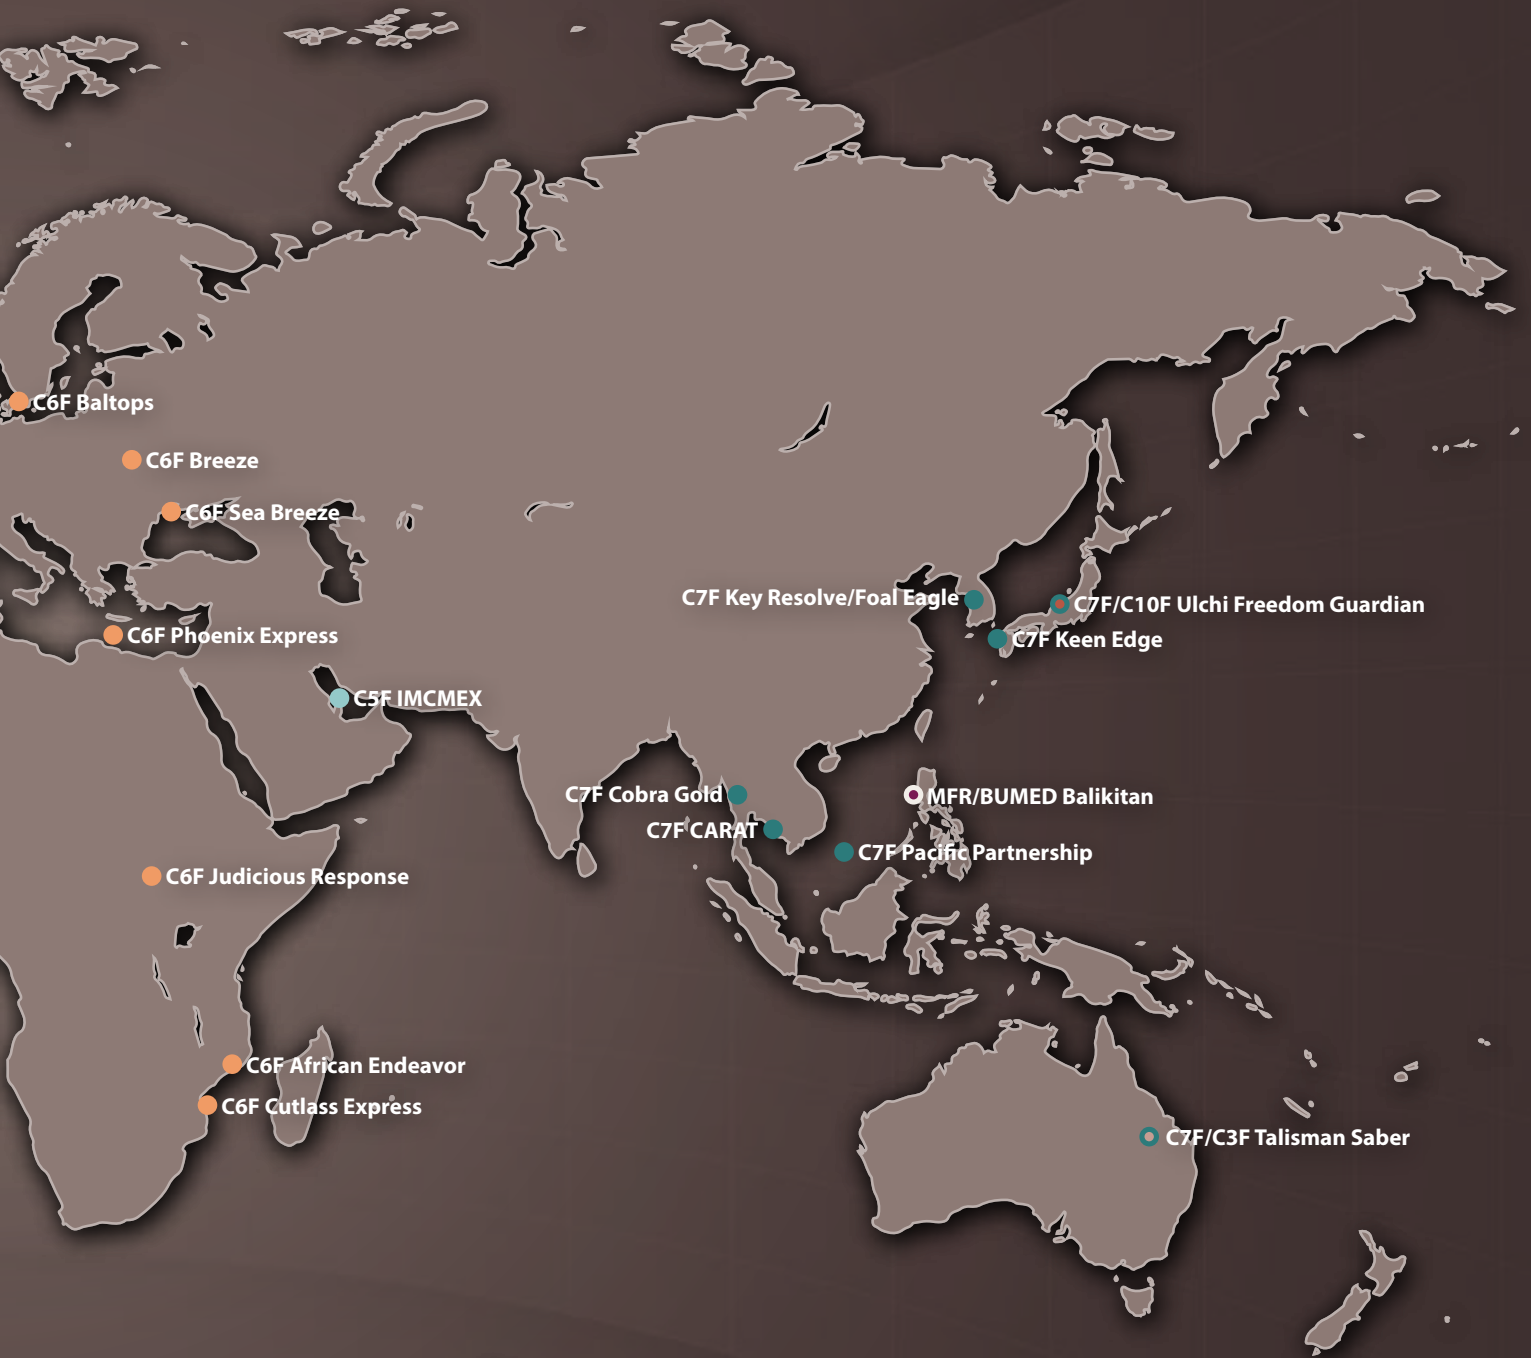 C6F Baltops
C6F Breeze
C6F Sea Breeze
C7F Key Resolve/Foal Eagle
C7F/C10F Ulchi Freedom Guardian
C6F Phoenix Express
C7F Keen Edge
C5F IMCMEX
C7F Cobra Gold
MFR/BUMED Balikitan
C7F CARAT
C7F Pacific Partnership
C6F Judicious Response
C6F African Endeavor
C6F Cutlass Express
C7F/C3F Talisman Saber